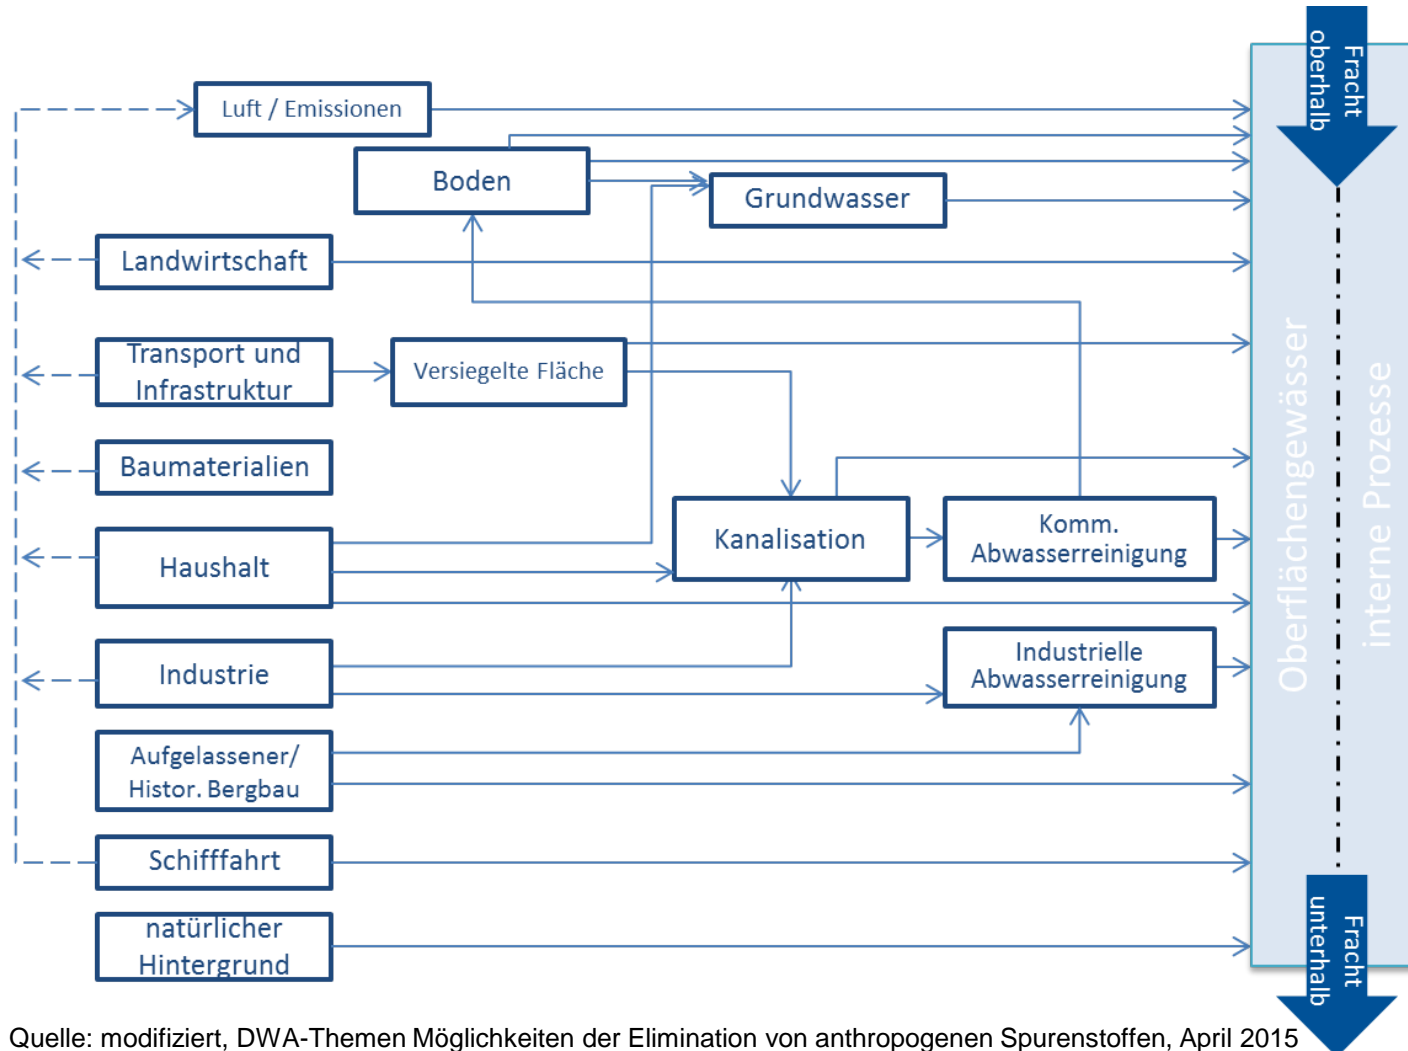 Fracht
oberhalb
Luft / Emissionen
Boden
Grundwasser
Landwirtschaft
Transport und
Infrastruktur
Versiegelte Fläche
Baumaterialien
Haushalt
Kanalisation
Komm.
Abwasserreinigung
Industrie
Industrielle
Abwasserreinigung
Oberflächengewässer
interne Prozesse
Aufgelassener/
Histor. Bergbau
Schifffahrt
natürlicher
Hintergrund
Fracht
unterhalb
Quelle: modifiziert, DWA-Themen Möglichkeiten der Elimination von anthropogenen Spurenstoffen, April 2015